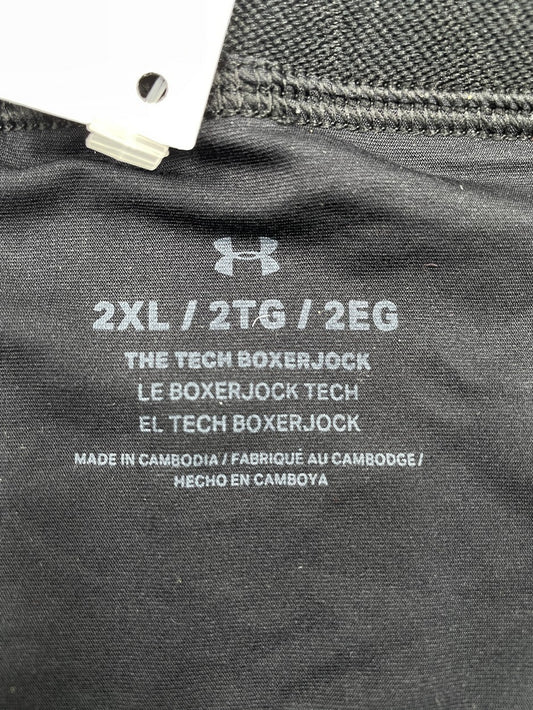 2XL / 2TG / 2EG
THE TECH BOXERJOCK
LE BOXERJOCK TECH
EL TECH BOXERJOCK
MADE IN CAMBODIA / FABRIQUÉ AU CAMBODGE /
HECHO EN CAMBOYA